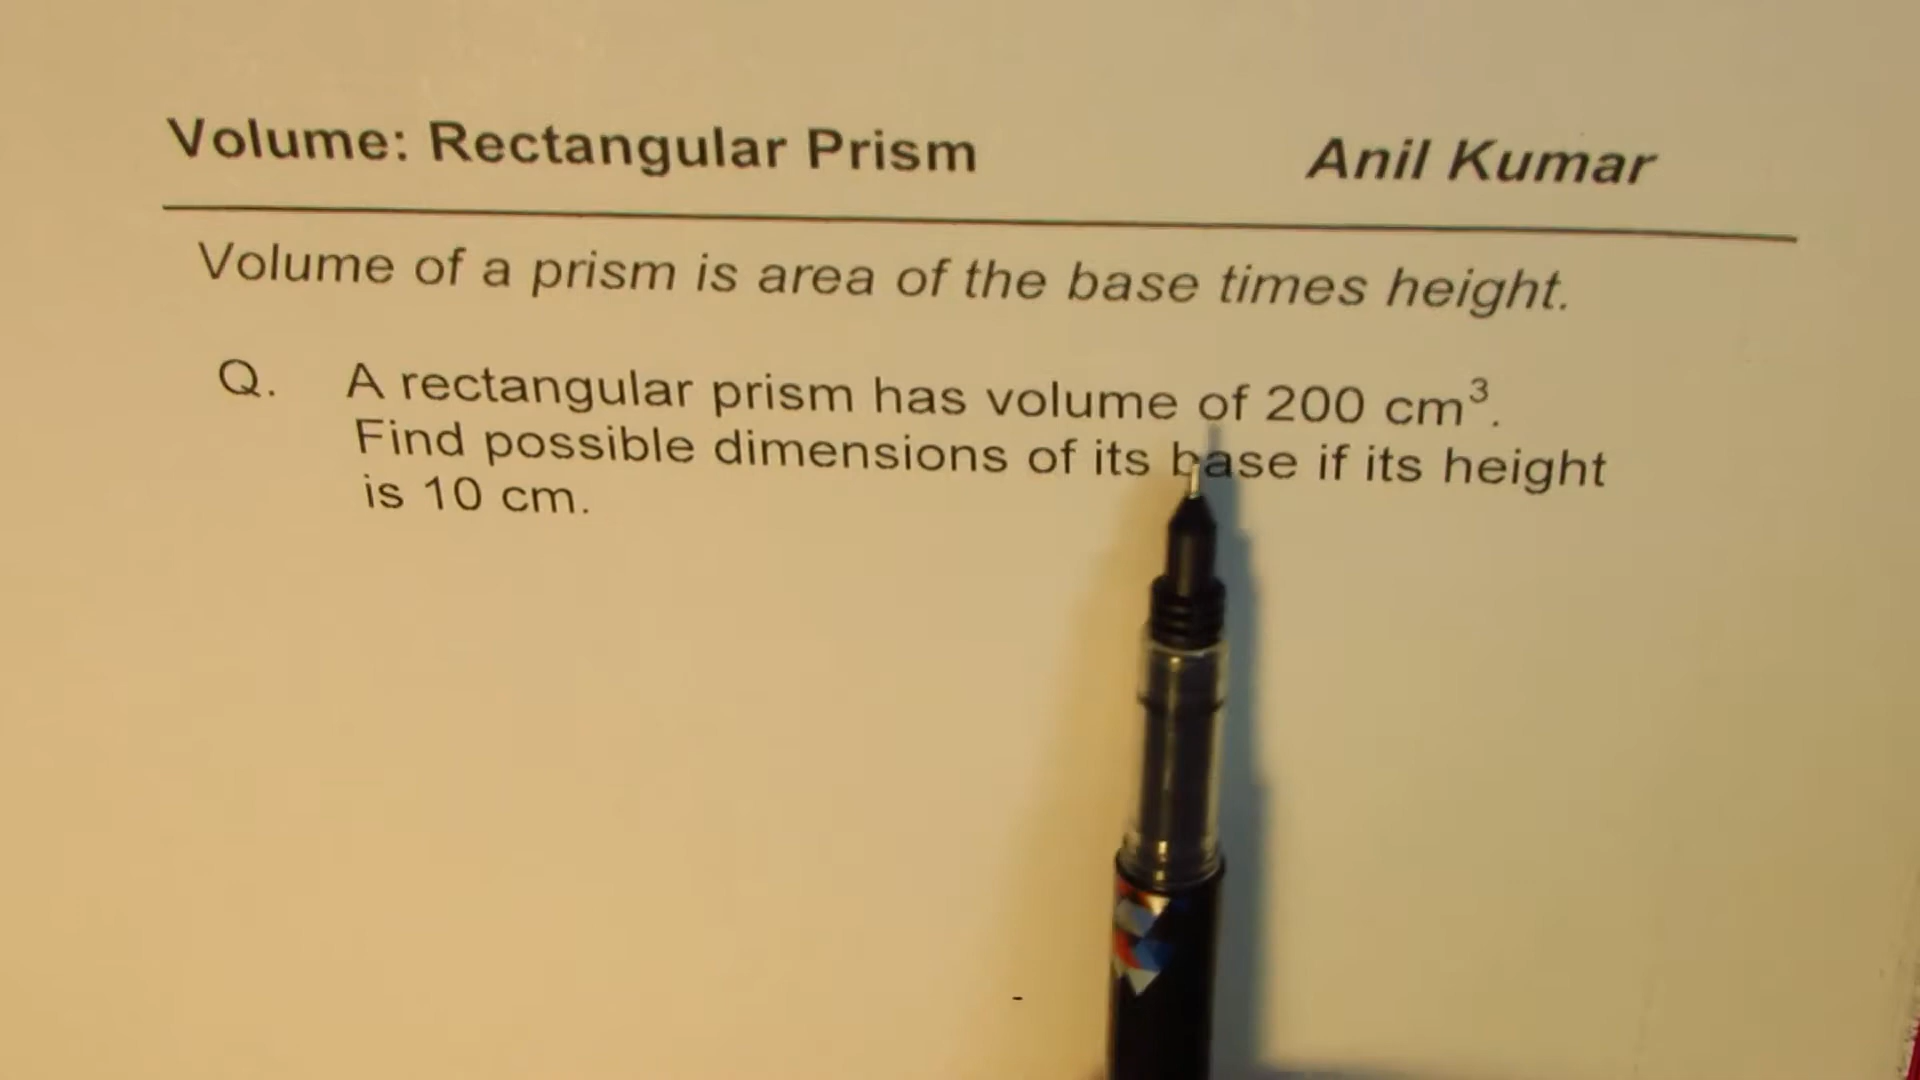 Volume: Rectangular Prism Anil Kumar
Volume of a prism is area of the base times height.
Q. A rectangular prism has volume of 200 cm³.
Find possible dimensions of its base if its height
is 10 cm.